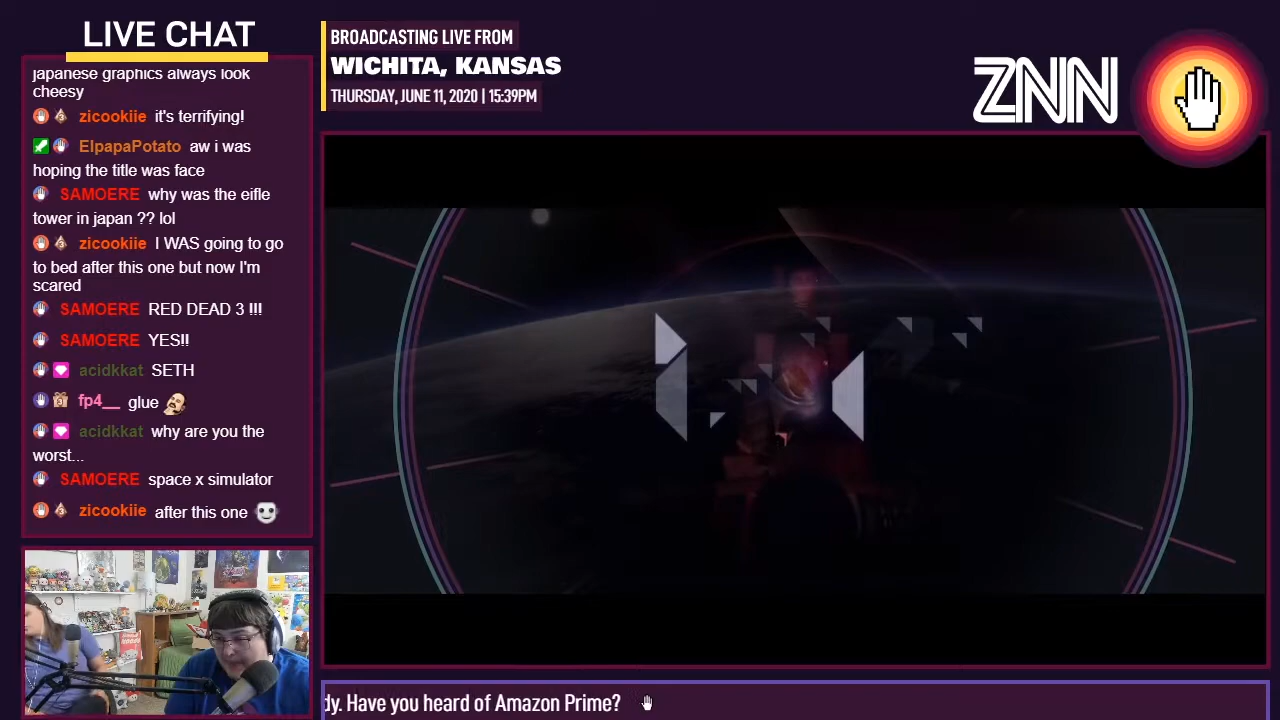 LIVE CHAT
japanese graphics always look
cheesy
zicookiie it's terrifying!
ElpapaPotato aw i was
hoping the title was face
SAMOERE why was the eifle
tower in japan ?? lol
zicookiie I WAS going to go
to bed after this one but now I'm
scared
SAMOERE RED DEAD 3 !!!
SAMOERE YES!!
acidkkat SETH
fp4__ glue
acidkkat why are you the
worst...
SAMOERE space x simulator
zicookiie after this one
BROADCASTING LIVE FROM
WICHITA, KANSAS
THURSDAY, JUNE 11, 2020 | 15:39PM
ZNN
dy. Have you heard of Amazon Prime?